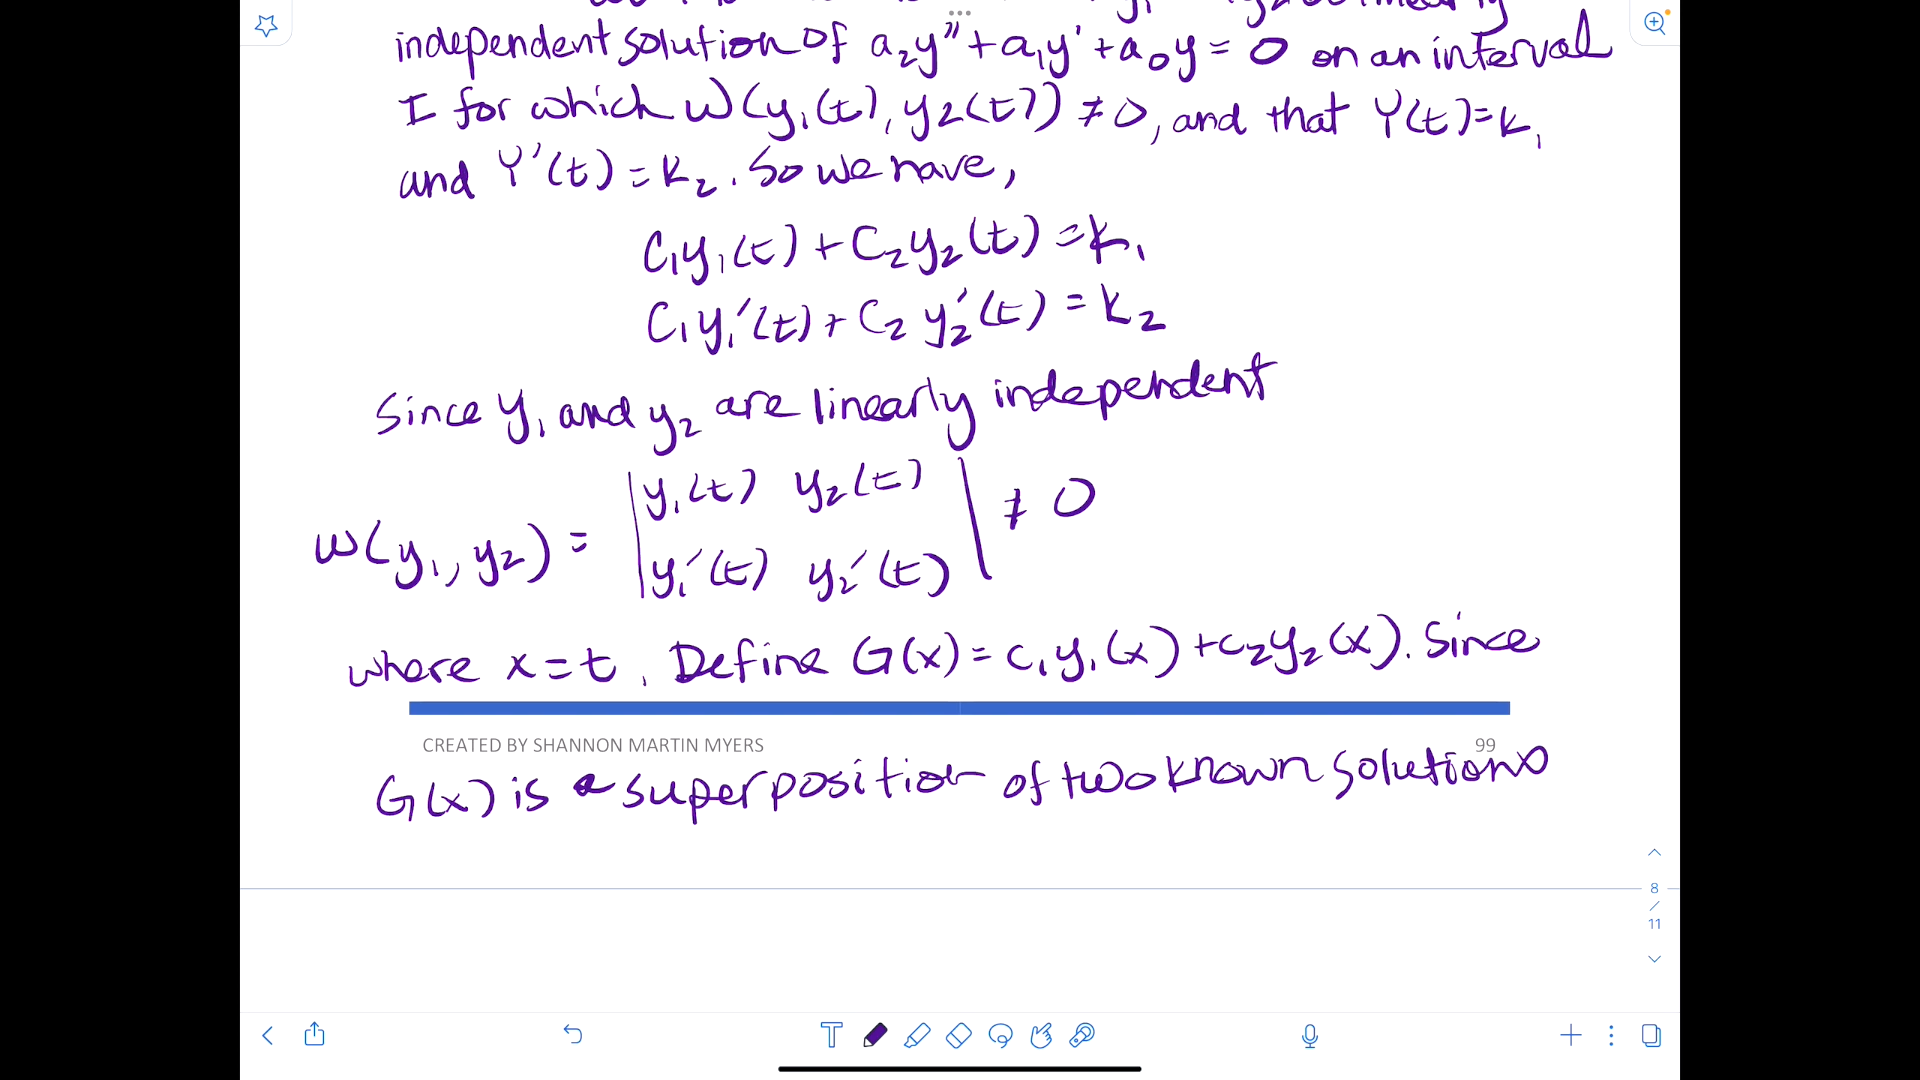 independent solution of a₂y'' + a₁y' + a₀y = 0 on an interval
I for which W(y₁(t), y₂(t)) ≠ 0, and that Y(t) = k₁
and Y'(t) = k₂. So we have,
C₁y₁(t) + C₂y₂(t) = k₁
C₁y₁'(t) + C₂y₂'(t) = k₂
Since y₁ and y₂ are linearly independent
W(y₁, y₂) = | y₁(t) y₂(t) | ≠ 0
| y₁'(t) y₂'(t) |
where x = t. Define G(x) = c₁y₁(x) + c₂y₂(x). Since
CREATED BY SHANNON MARTIN MYERS 99
G(x) is a superposition of two known solutions
8
/
11